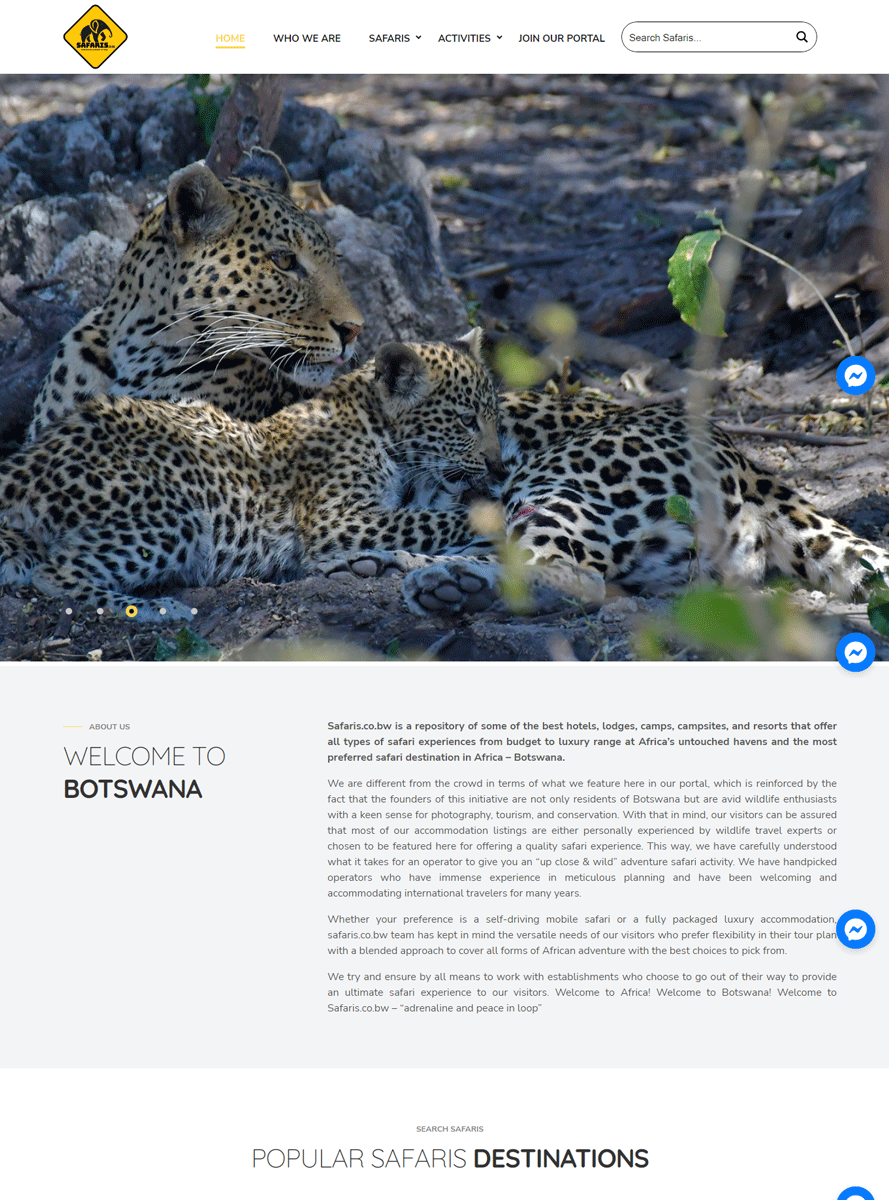 SAFARIS
HOME
WHO WE ARE
SAFARIS
ACTIVITIES
JOIN OUR PORTAL
Search Safaris...
ABOUT US
WELCOME TO
BOTSWANA
Safaris.co.bw is a repository of some of the best hotels, lodges, camps, campsites, and resorts that offer
all types of safari experiences from budget to luxury range at Africa’s untouched havens and the most
preferred safari destination in Africa – Botswana.
We are different from the crowd in terms of what we feature here in our portal, which is reinforced by the
fact that the founders of this initiative are not only residents of Botswana but are avid wildlife enthusiasts
with a keen sense for photography, tourism, and conservation. With that in mind, our visitors can be assured
that most of our accommodation listings are either personally experienced by wildlife travel experts or
chosen to be featured here for offering a quality safari experience. This way, we have carefully understood
what it takes for an operator to give you an “up close & wild” adventure safari activity. We have handpicked
operators who have immense experience in meticulous planning and have been welcoming and
accommodating international travelers for many years.
Whether your preference is a self-driving mobile safari or a fully packaged luxury accommodation,
safaris.co.bw team has kept in mind the versatile needs of our visitors who prefer flexibility in their tour plan
with a blended approach to cover all forms of African adventure with the best choices to pick from.
We try and ensure by all means to work with establishments who choose to go out of their way to provide
an ultimate safari experience to our visitors. Welcome to Africa! Welcome to Botswana! Welcome to
Safaris.co.bw – “adrenaline and peace in loop”
SEARCH SAFARIS
POPULAR SAFARIS DESTINATIONS